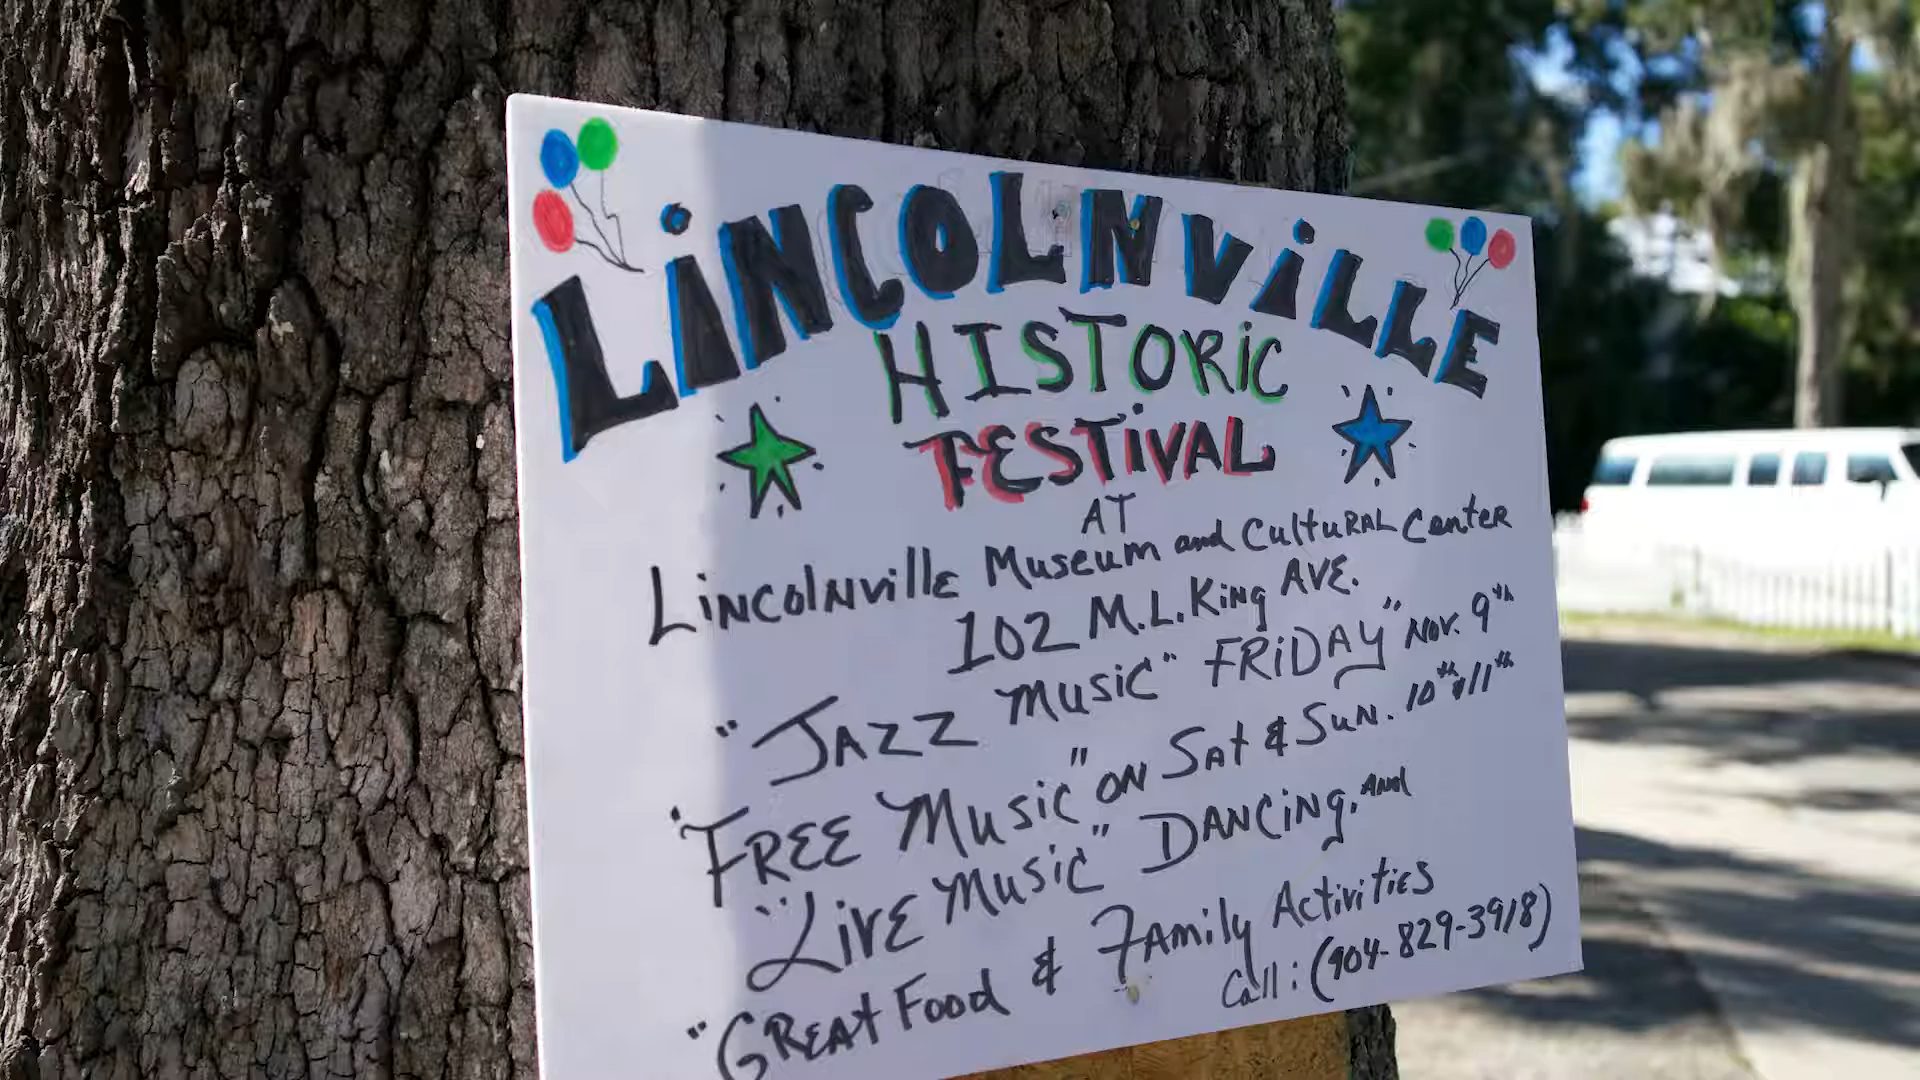 LiNCOLNViLLE
HISTORiC
FESTiVAL
AT
LiNColNvillE Museum and CultuRAL CentER
102 M.L. KiNg AVE.
"JAZZ MUSiC" FRiDAY" NOV. 9th
"FREE MUSiC" ON SAt & SuN. 10th & 11th
"LivE MUSiC" DANCiNg, AND
"GREAt Food & FAmily ActivitiES
Call: (904-829-3918)